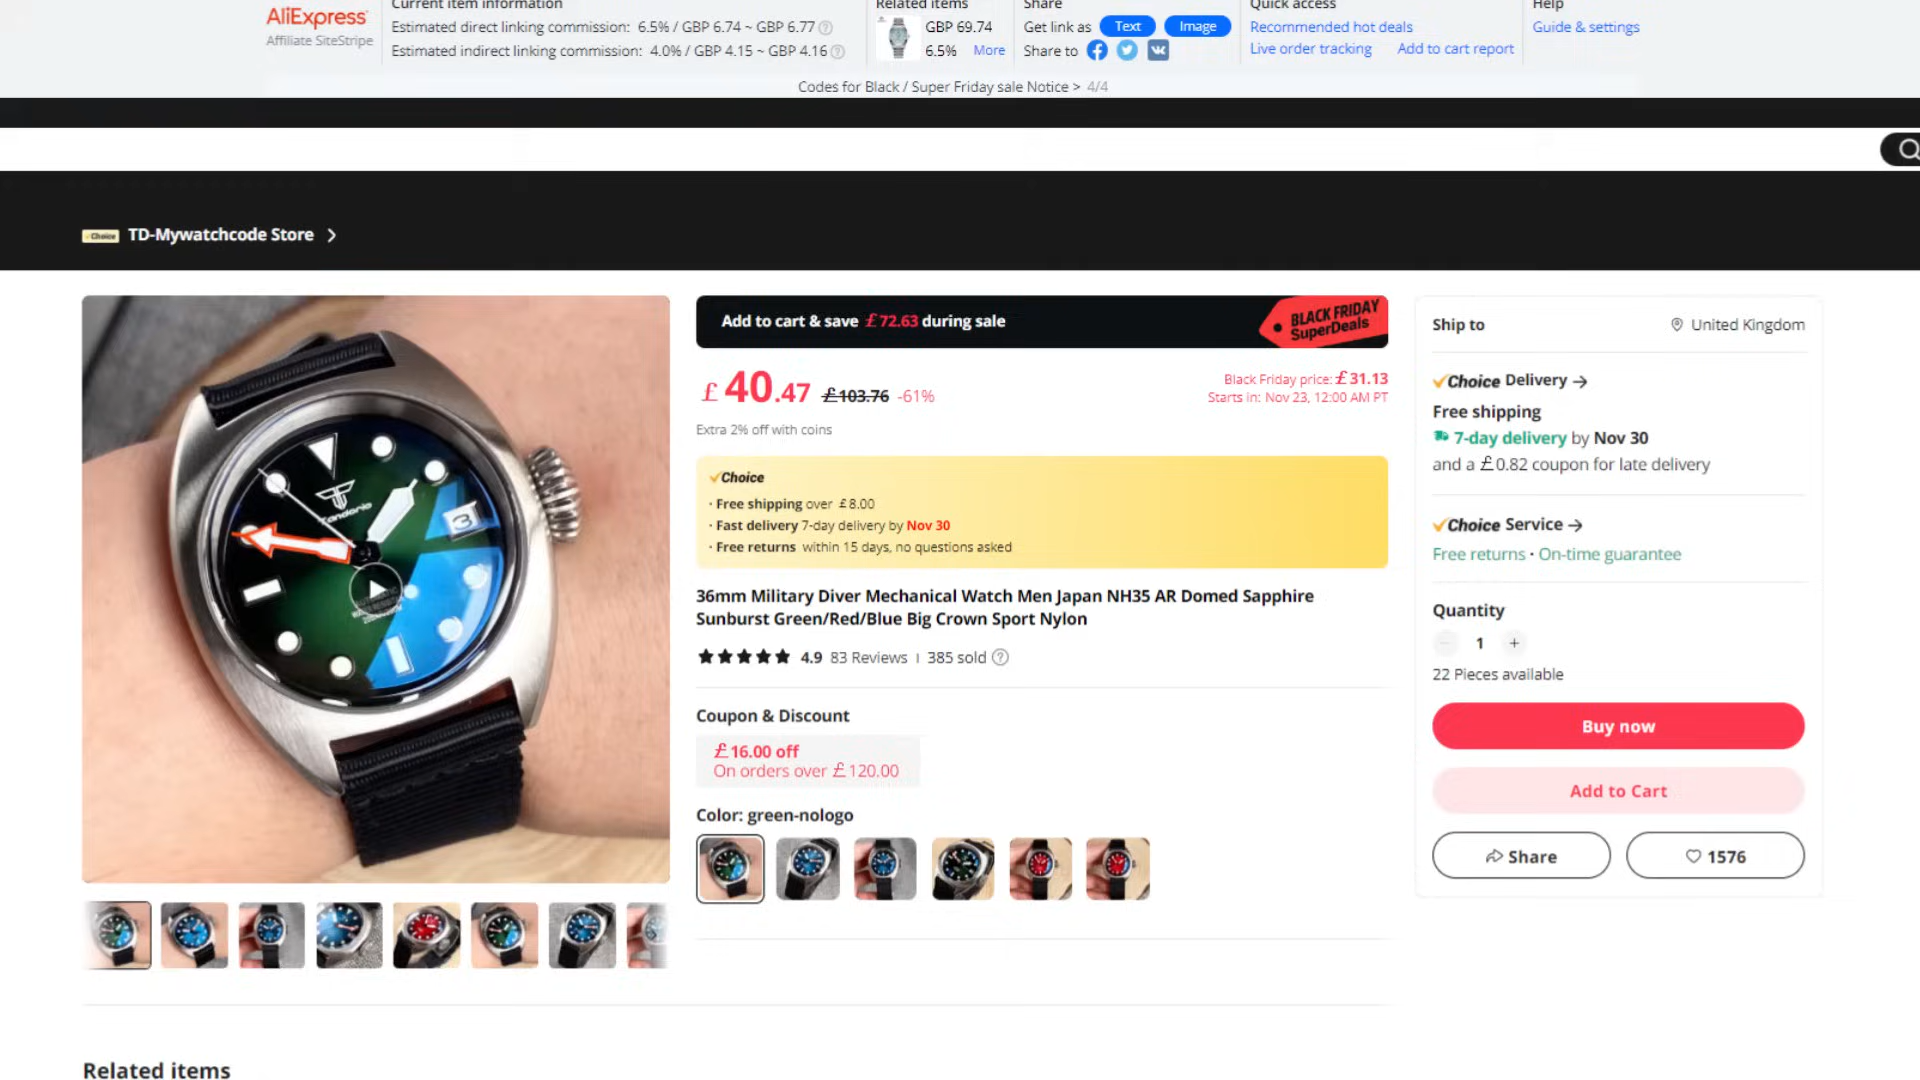 AliExpress
Affiliate SiteStripe
Current item information
Estimated direct linking commission: 6.5% / GBP 6.74 ~ GBP 6.77
Estimated indirect linking commission: 4.0% / GBP 4.15 ~ GBP 4.16
Related items
GBP 69.74
6.5% More
Share
Get link as Text Image
Share to
Quick access
Recommended hot deals
Live order tracking Add to cart report
Help
Guide & settings
Codes for Black / Super Friday sale Notice > 4/4
Choice TD-Mywatchcode Store
Tandorio
3
Add to cart & save £72.63 during sale
BLACK FRIDAY
SuperDeals
£40.47 £103.76 -61%
Black Friday price: £31.13
Starts in: Nov 23, 12:00 AM PT
Extra 2% off with coins
Choice
· Free shipping over £8.00
· Fast delivery 7-day delivery by Nov 30
· Free returns within 15 days, no questions asked
36mm Military Diver Mechanical Watch Men Japan NH35 AR Domed Sapphire
Sunburst Green/Red/Blue Big Crown Sport Nylon
4.9 83 Reviews | 385 sold
Coupon & Discount
£16.00 off
On orders over £120.00
Color: green-nologo
Ship to United Kingdom
Choice Delivery
Free shipping
7-day delivery by Nov 30
and a £0.82 coupon for late delivery
Choice Service
Free returns · On-time guarantee
Quantity
- 1 +
22 Pieces available
Buy now
Add to Cart
Share 1576
Related items